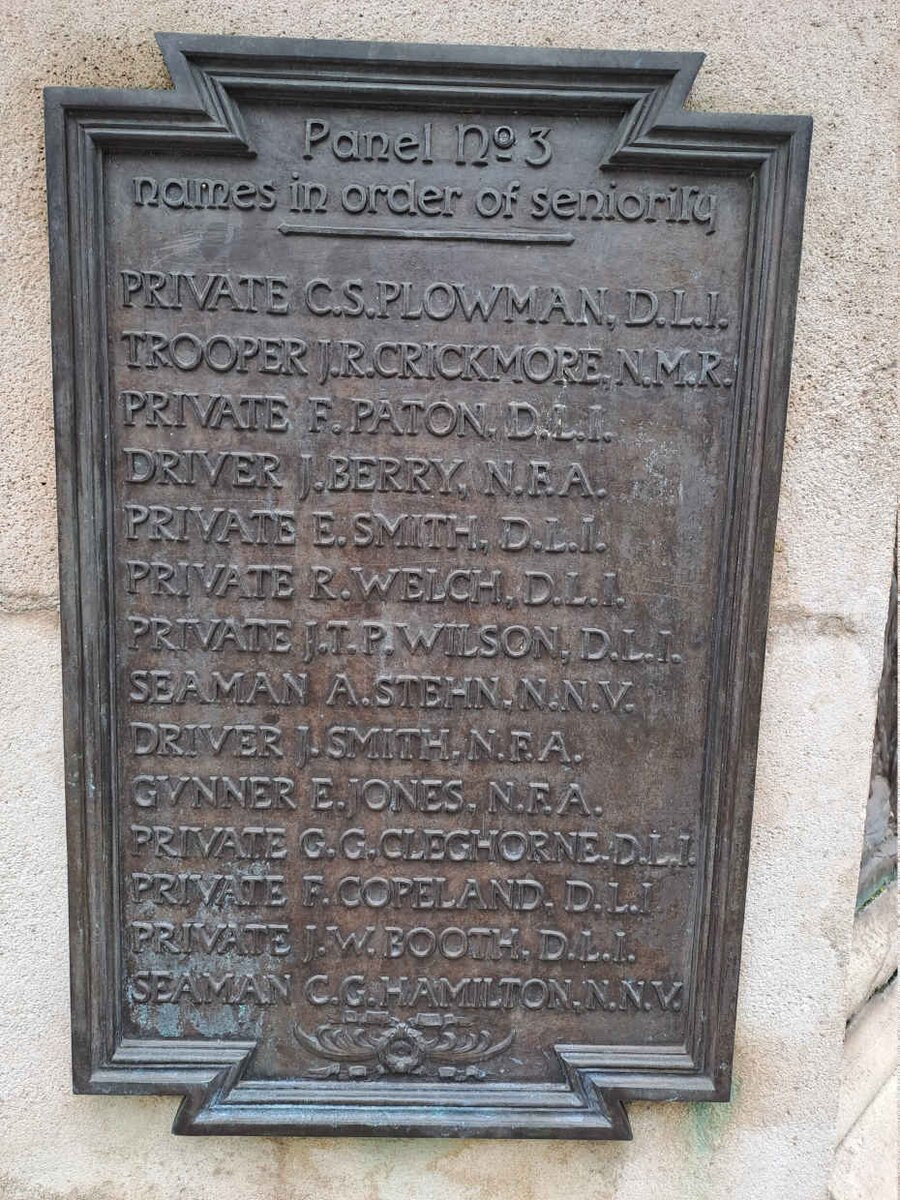 Panel Nº 3
names in order of seniority
PRIVATE C.S.PLOWMAN, D.L.I.
TROOPER J.R.CRICKMORE, N.M.R.
PRIVATE F.PATON, D.L.I.
DRIVER J.BERRY, N.F.A.
PRIVATE E.SMITH, D.L.I.
PRIVATE R.WELCH, D.L.I.
PRIVATE J.T.P.WILSON, D.L.I.
SEAMAN A.STEHN, N.N.V.
DRIVER J.SMITH, N.F.A.
GVNNER E.JONES, N.F.A.
PRIVATE G.G.CLEGHORNE, D.L.I.
PRIVATE F.COPELAND, D.L.I.
PRIVATE J.W.BOOTH, D.L.I.
SEAMAN C.G.HAMILTON, N.N.V.